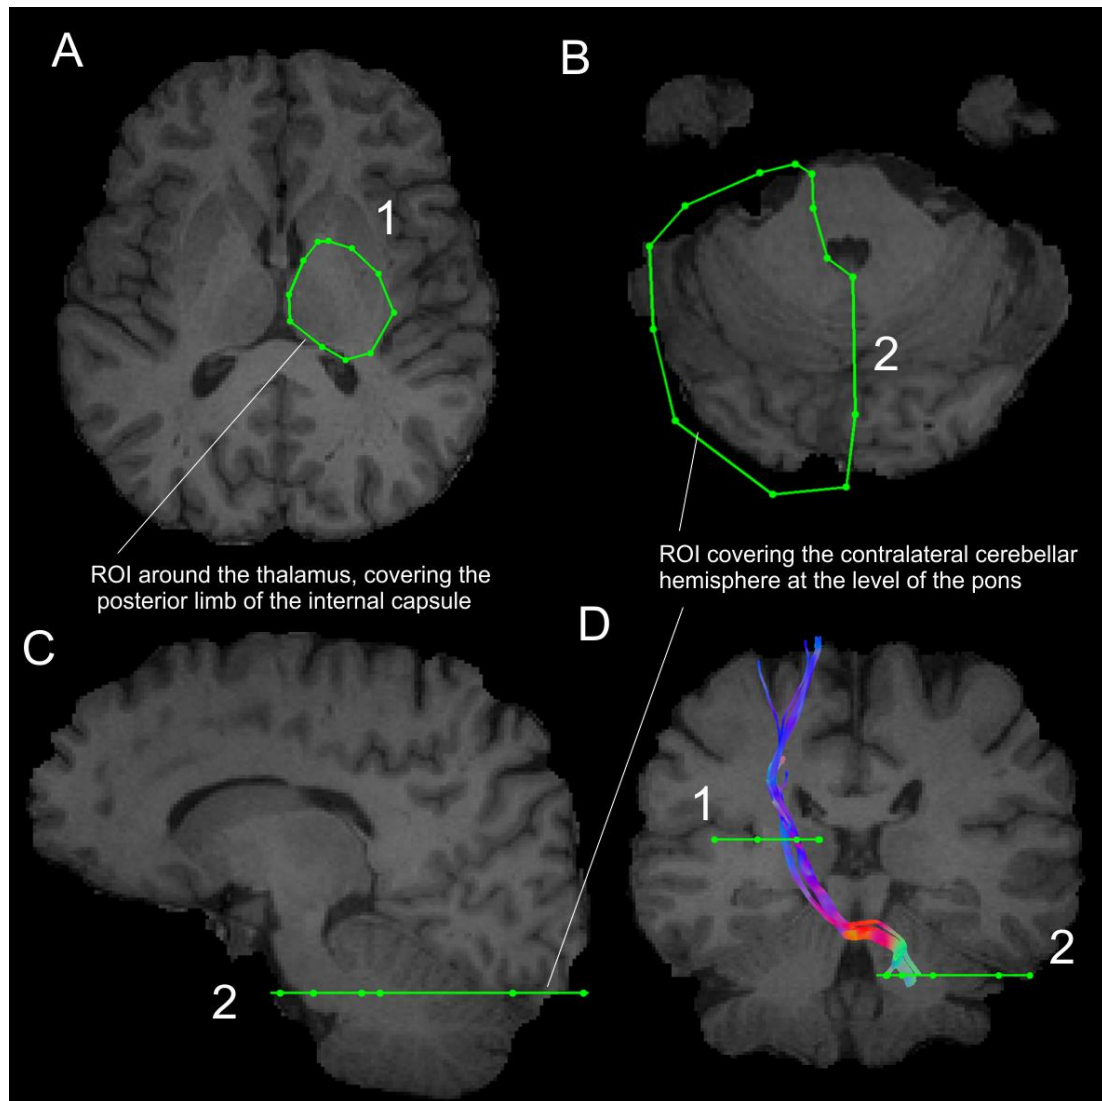 A
B
1
2
ROI around the thalamus, covering the
posterior limb of the internal capsule
ROI covering the contralateral cerebellar
hemisphere at the level of the pons
C
D
1
2
2